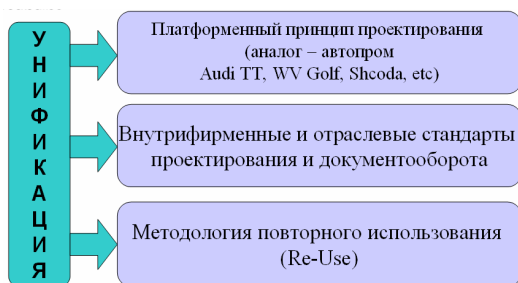 УНИФИКАЦИЯ
Платформенный принцип проектирования
(аналог – автопром
Audi TT, WV Golf, Shcoda, etc)
Внутрифирменные и отраслевые стандарты
проектирования и документооборота
Методология повторного использования
(Re-Use)